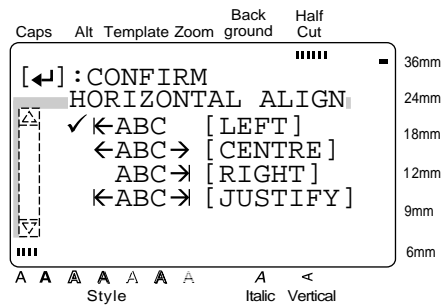 Back Half
Caps Alt Template Zoom ground Cut
[↵]:CONFIRM
HORIZONTAL ALIGN
✓ |←ABC [LEFT]
←ABC→ [CENTRE]
ABC→| [RIGHT]
|←ABC→| [JUSTIFY]
36mm
24mm
18mm
12mm
9mm
6mm
A A A A A A A A <
Style Italic Vertical